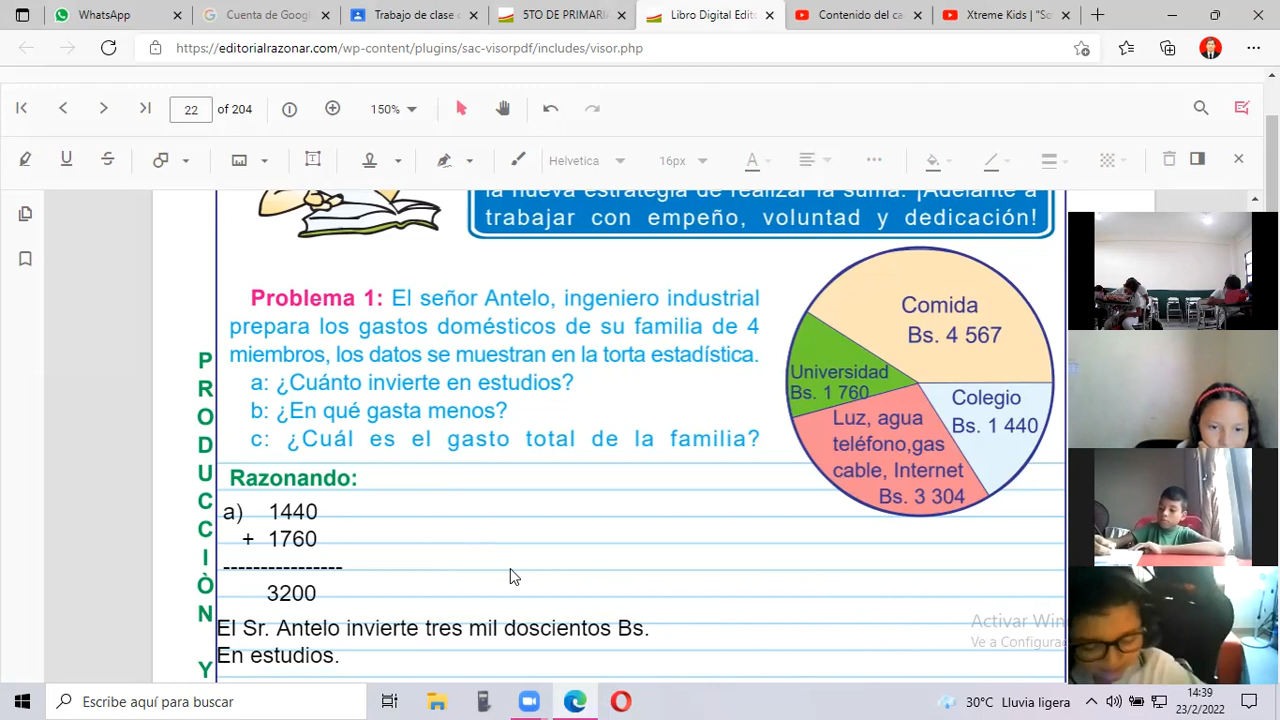 WhatsApp
Cuenta de Googl
Trabajo de clase
5TO DE PRIMARI
Libro Digital Edito
Contenido del ca
Xtreme Kids | "So
https://editorialrazonar.com/wp-content/plugins/sac-visorpdf/includes/visor.php
22 of 204
150%
Helvetica
16px
la nueva estrategia de realizar la suma. ¡Adelante a
trabajar con empeño, voluntad y dedicación!
Problema 1: El señor Antelo, ingeniero industrial
prepara los gastos domésticos de su familia de 4
miembros, los datos se muestran en la torta estadística.
a: ¿Cuánto invierte en estudios?
b: ¿En qué gasta menos?
c: ¿Cuál es el gasto total de la familia?
Comida
Bs. 4 567
Universidad
Bs. 1 760
Colegio
Bs. 1 440
Luz, agua
teléfono,gas
cable, Internet
Bs. 3 304
PRODUCCIÒN Y
Razonando:
a) 1440
+ 1760
----------------
3200
El Sr. Antelo invierte tres mil doscientos Bs.
En estudios.
Activar Win
Ve a Configurac
Escribe aquí para buscar
30°C Lluvia ligera
14:39
23/2/2022